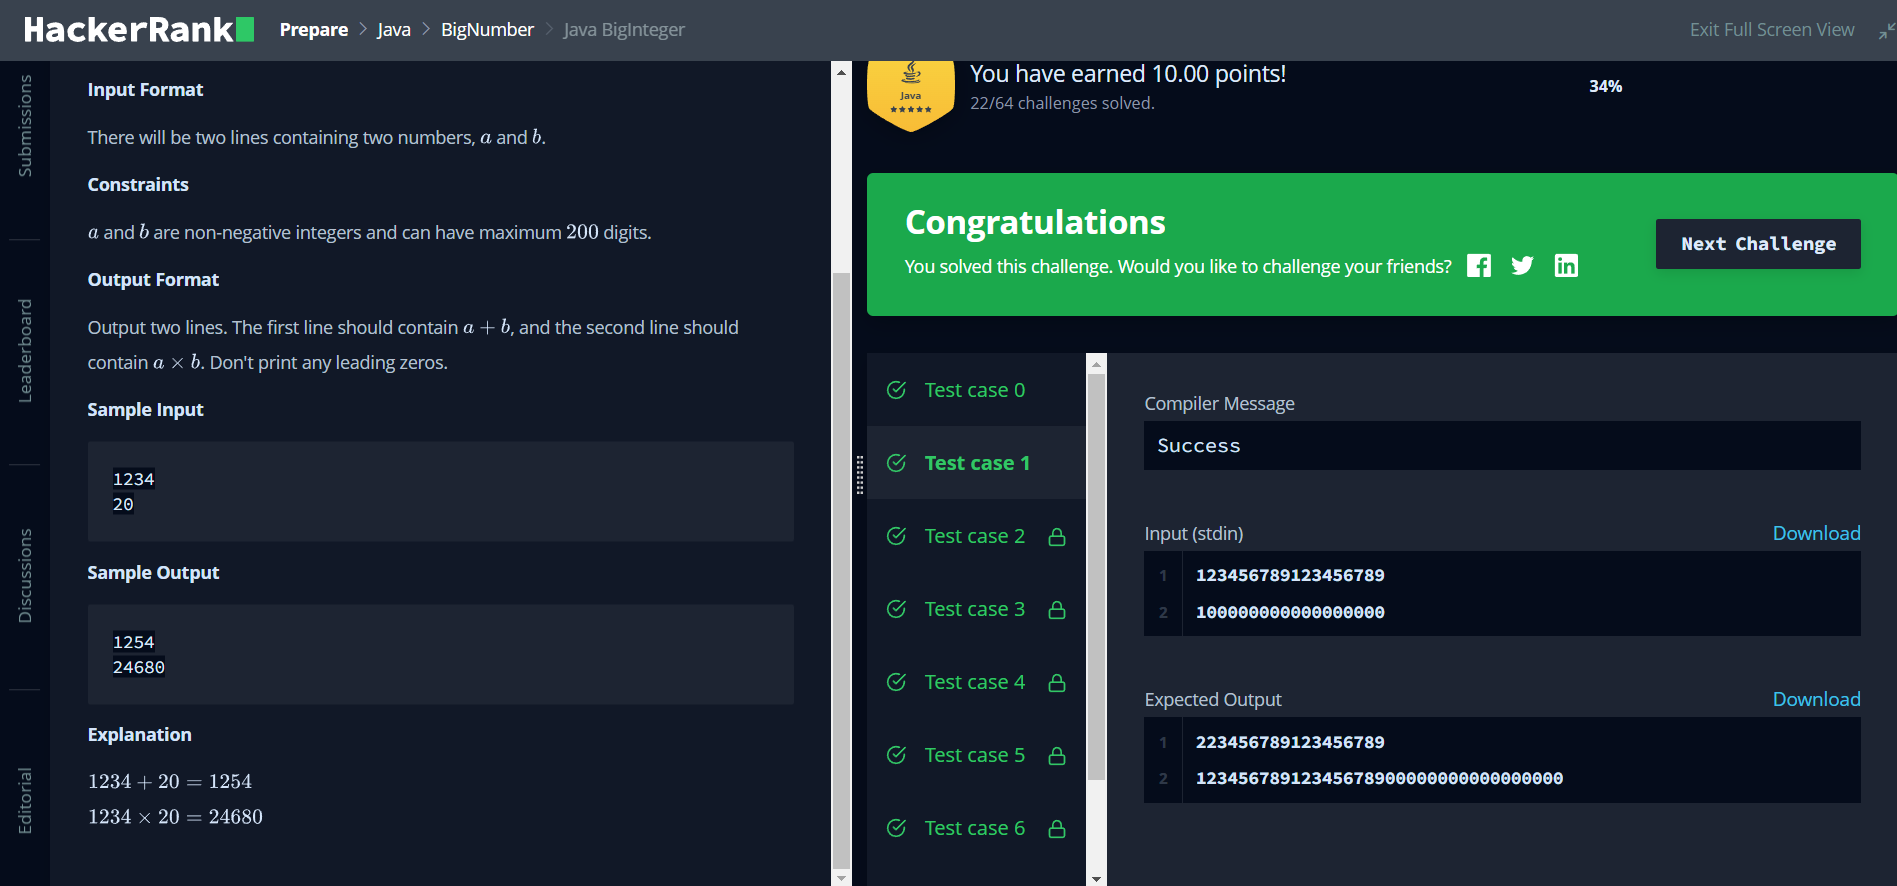 HackerRank
Prepare > Java > BigNumber > Java BigInteger
Exit Full Screen View
Submissions
Leaderboard
Discussions
Editorial
Input Format
There will be two lines containing two numbers, a and b.
Constraints
a and b are non-negative integers and can have maximum 200 digits.
Output Format
Output two lines. The first line should contain a + b, and the second line should
contain a × b. Don't print any leading zeros.
Sample Input
1234
20
Sample Output
1254
24680
Explanation
1234 + 20 = 1254
1234 × 20 = 24680
Java
You have earned 10.00 points!
22/64 challenges solved.
34%
Congratulations
You solved this challenge. Would you like to challenge your friends?
Next Challenge
Test case 0
Test case 1
Test case 2
Test case 3
Test case 4
Test case 5
Test case 6
Compiler Message
Success
Input (stdin)
Download
1 123456789123456789
2 100000000000000000
Expected Output
Download
1 223456789123456789
2 12345678912345678900000000000000000